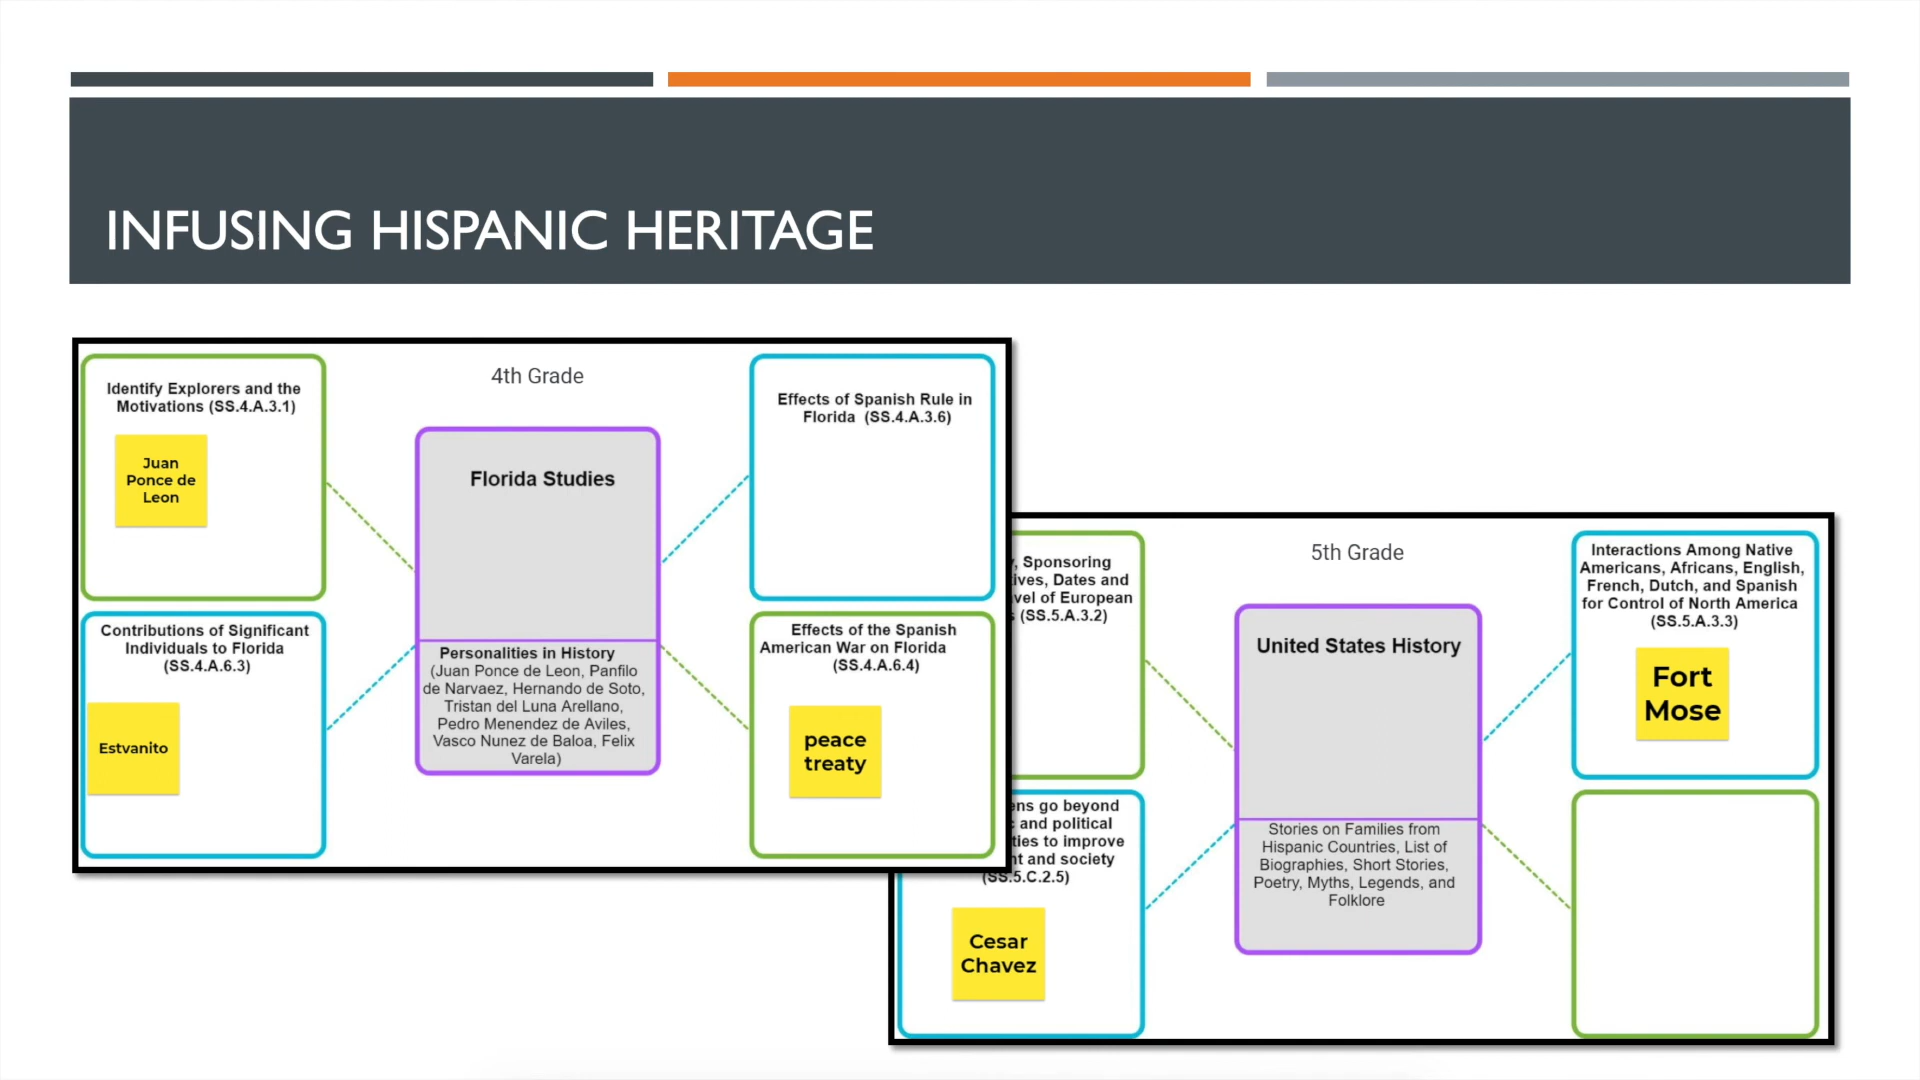 INFUSING HISPANIC HERITAGE
4th Grade
Identify Explorers and the
Motivations (SS.4.A.3.1)
Juan
Ponce de
Leon
Contributions of Significant
Individuals to Florida
(SS.4.A.6.3)
Estvanito
Florida Studies
Personalities in History
(Juan Ponce de Leon, Panfilo
de Narvaez, Hernando de Soto,
Tristan del Luna Arellano,
Pedro Menendez de Aviles,
Vasco Nunez de Baloa, Felix
Varela)
Effects of Spanish Rule in
Florida (SS.4.A.3.6)
Effects of the Spanish
American War on Florida
(SS.4.A.6.4)
peace
treaty
5th Grade
Sponsoring
Dates and
of European
(SS.5.A.3.2)
go beyond
and political
to improve
and society
(SS.5.C.2.5)
Cesar
Chavez
United States History
Stories on Families from
Hispanic Countries, List of
Biographies, Short Stories,
Poetry, Myths, Legends, and
Folklore
Interactions Among Native
Americans, Africans, English,
French, Dutch, and Spanish
for Control of North America
(SS.5.A.3.3)
Fort
Mose